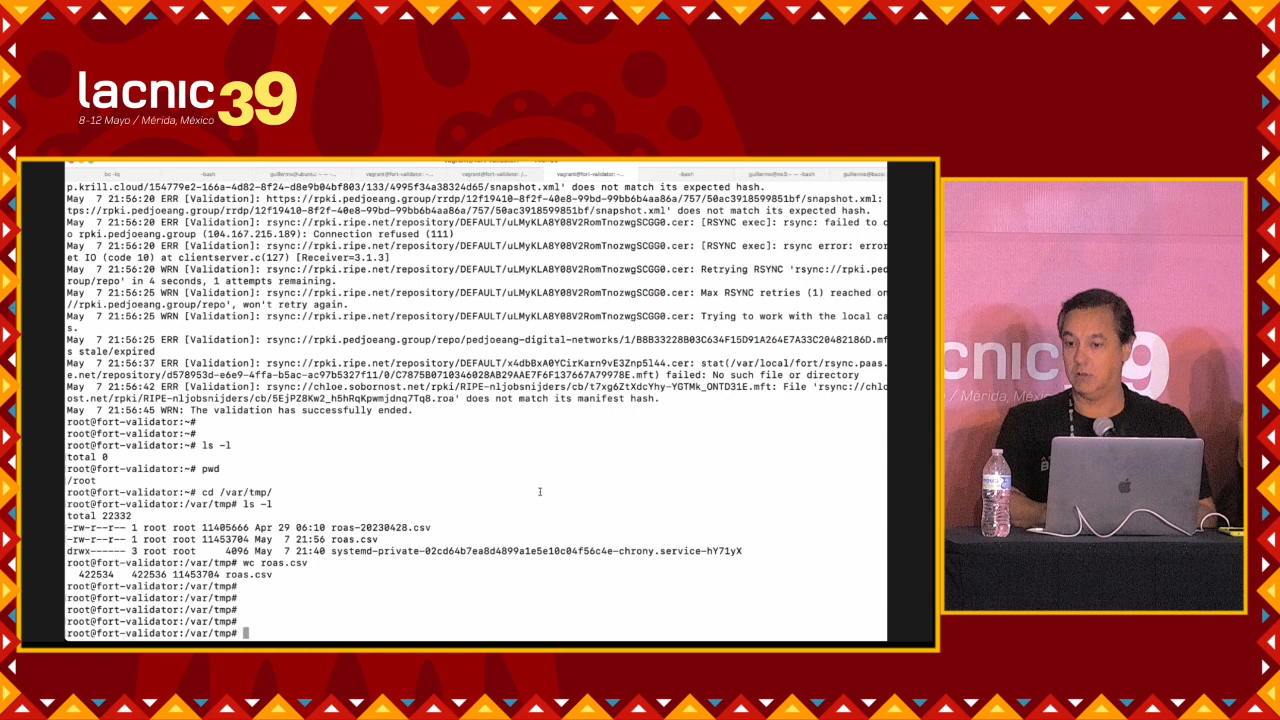 lacnic39
8-12 Mayo / Mérida, México
p.krill.cloud/154779e2-166a-4d82-8f24-d8e9b04bf803/133/4995f34a38324d65/snapshot.xml' does not match its expected hash.
May  7 21:56:20 ERR [Validation]: https://rpki.pedjoeang.group/rrdp/12f19410-8f2f-40e8-99bd-99bb6b4aa86a/757/50ac3918599851bf/snapshot.xml:
tps://rpki.pedjoeang.group/rrdp/12f19410-8f2f-40e8-99bd-99bb6b4aa86a/757/50ac3918599851bf/snapshot.xml' does not match its expected hash.
May  7 21:56:20 ERR [Validation]: rsync://rpki.ripe.net/repository/DEFAULT/uLMyKLA8Y08V2RomTnozwgSCGG0.cer: [RSYNC exec]: rsync: failed to c
o rpki.pedjoeang.group (104.167.215.189): Connection refused (111)
May  7 21:56:20 ERR [Validation]: rsync://rpki.ripe.net/repository/DEFAULT/uLMyKLA8Y08V2RomTnozwgSCGG0.cer: [RSYNC exec]: rsync error: error
et IO (code 10) at clientserver.c(127) [Receiver=3.1.3]
May  7 21:56:20 WRN [Validation]: rsync://rpki.ripe.net/repository/DEFAULT/uLMyKLA8Y08V2RomTnozwgSCGG0.cer: Retrying RSYNC 'rsync://rpki.ped
roup/repo' in 4 seconds, 1 attempts remaining.
May  7 21:56:25 WRN [Validation]: rsync://rpki.ripe.net/repository/DEFAULT/uLMyKLA8Y08V2RomTnozwgSCGG0.cer: Max RSYNC retries (1) reached on
//rpki.pedjoeang.group/repo', won't retry again.
May  7 21:56:25 WRN [Validation]: rsync://rpki.ripe.net/repository/DEFAULT/uLMyKLA8Y08V2RomTnozwgSCGG0.cer: Trying to work with the local ca
s.
May  7 21:56:25 ERR [Validation]: rsync://rpki.pedjoeang.group/repo/pedjoeang-digital-networks/1/B8B33228B03C634F15D91A264E7A33C20482186D.mf
s stale/expired
May  7 21:56:37 ERR [Validation]: rsync://rpki.ripe.net/repository/DEFAULT/x4dbBxA0YCirKarn9vE3Znp5l44.cer: stat(/var/local/fort/rsync.paas.
e.net/repository/d578953d-e6e9-4ffa-b5ac-ac97b5327f11/0/C7875B0710346028A829AAE7F6F137667A79978E.mft) failed: No such file or directory
May  7 21:56:42 ERR [Validation]: rsync://chloe.sobornost.net/rpki/RIPE-nljobsnijders/cb/t7xg6ZtXdcYhy-YGTMk_ONTD31E.mft: File 'rsync://chlo
ost.net/rpki/RIPE-nljobsnijders/cb/5EjPZ8Kw2_h5hRqKpwmjdnq7Tq8.roa' does not match its manifest hash.
May  7 21:56:45 WRN: The validation has successfully ended.
root@fort-validator:~#
root@fort-validator:~#
root@fort-validator:~# ls -l
total 0
root@fort-validator:~# pwd
/root
root@fort-validator:~# cd /var/tmp/
root@fort-validator:/var/tmp# ls -l
total 22332
-rw-r--r-- 1 root root 11405666 Apr 29 06:10 roas-20230428.csv
-rw-r--r-- 1 root root 11453704 May  7 21:56 roas.csv
drwx------ 3 root root     4096 May  7 21:40 systemd-private-02cd64b7ea8d4899a1e5e10c04f56c4e-chrony.service-hY71yX
root@fort-validator:/var/tmp# wc roas.csv
422534   422536 11453704 roas.csv
root@fort-validator:/var/tmp#
root@fort-validator:/var/tmp#
root@fort-validator:/var/tmp#
root@fort-validator:/var/tmp#
root@fort-validator:/var/tmp#
cnic39
/ Mérida, México